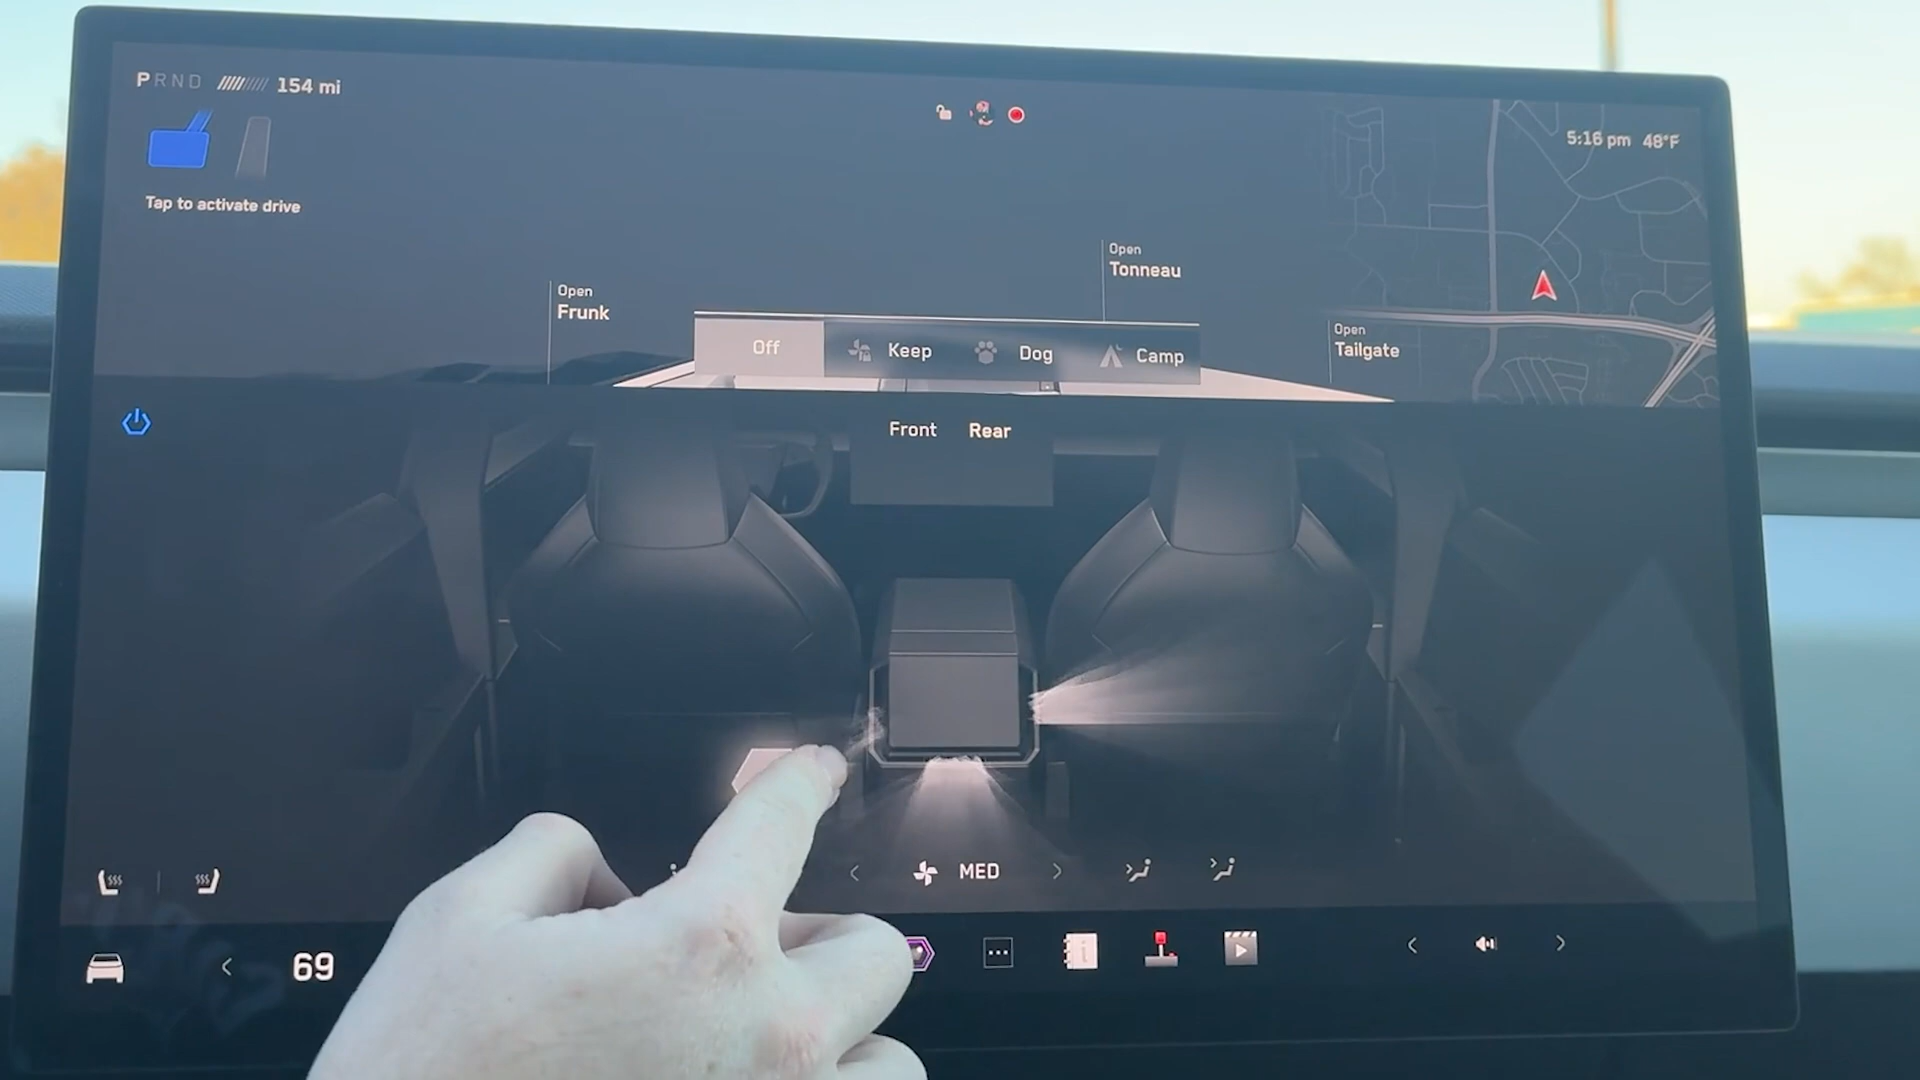 PRND 154 mi
5:16 pm 48°F
Tap to activate drive
Open
Tonneau
Open
Frunk
Open
Tailgate
Off Keep Dog Camp
Front Rear
MED
69